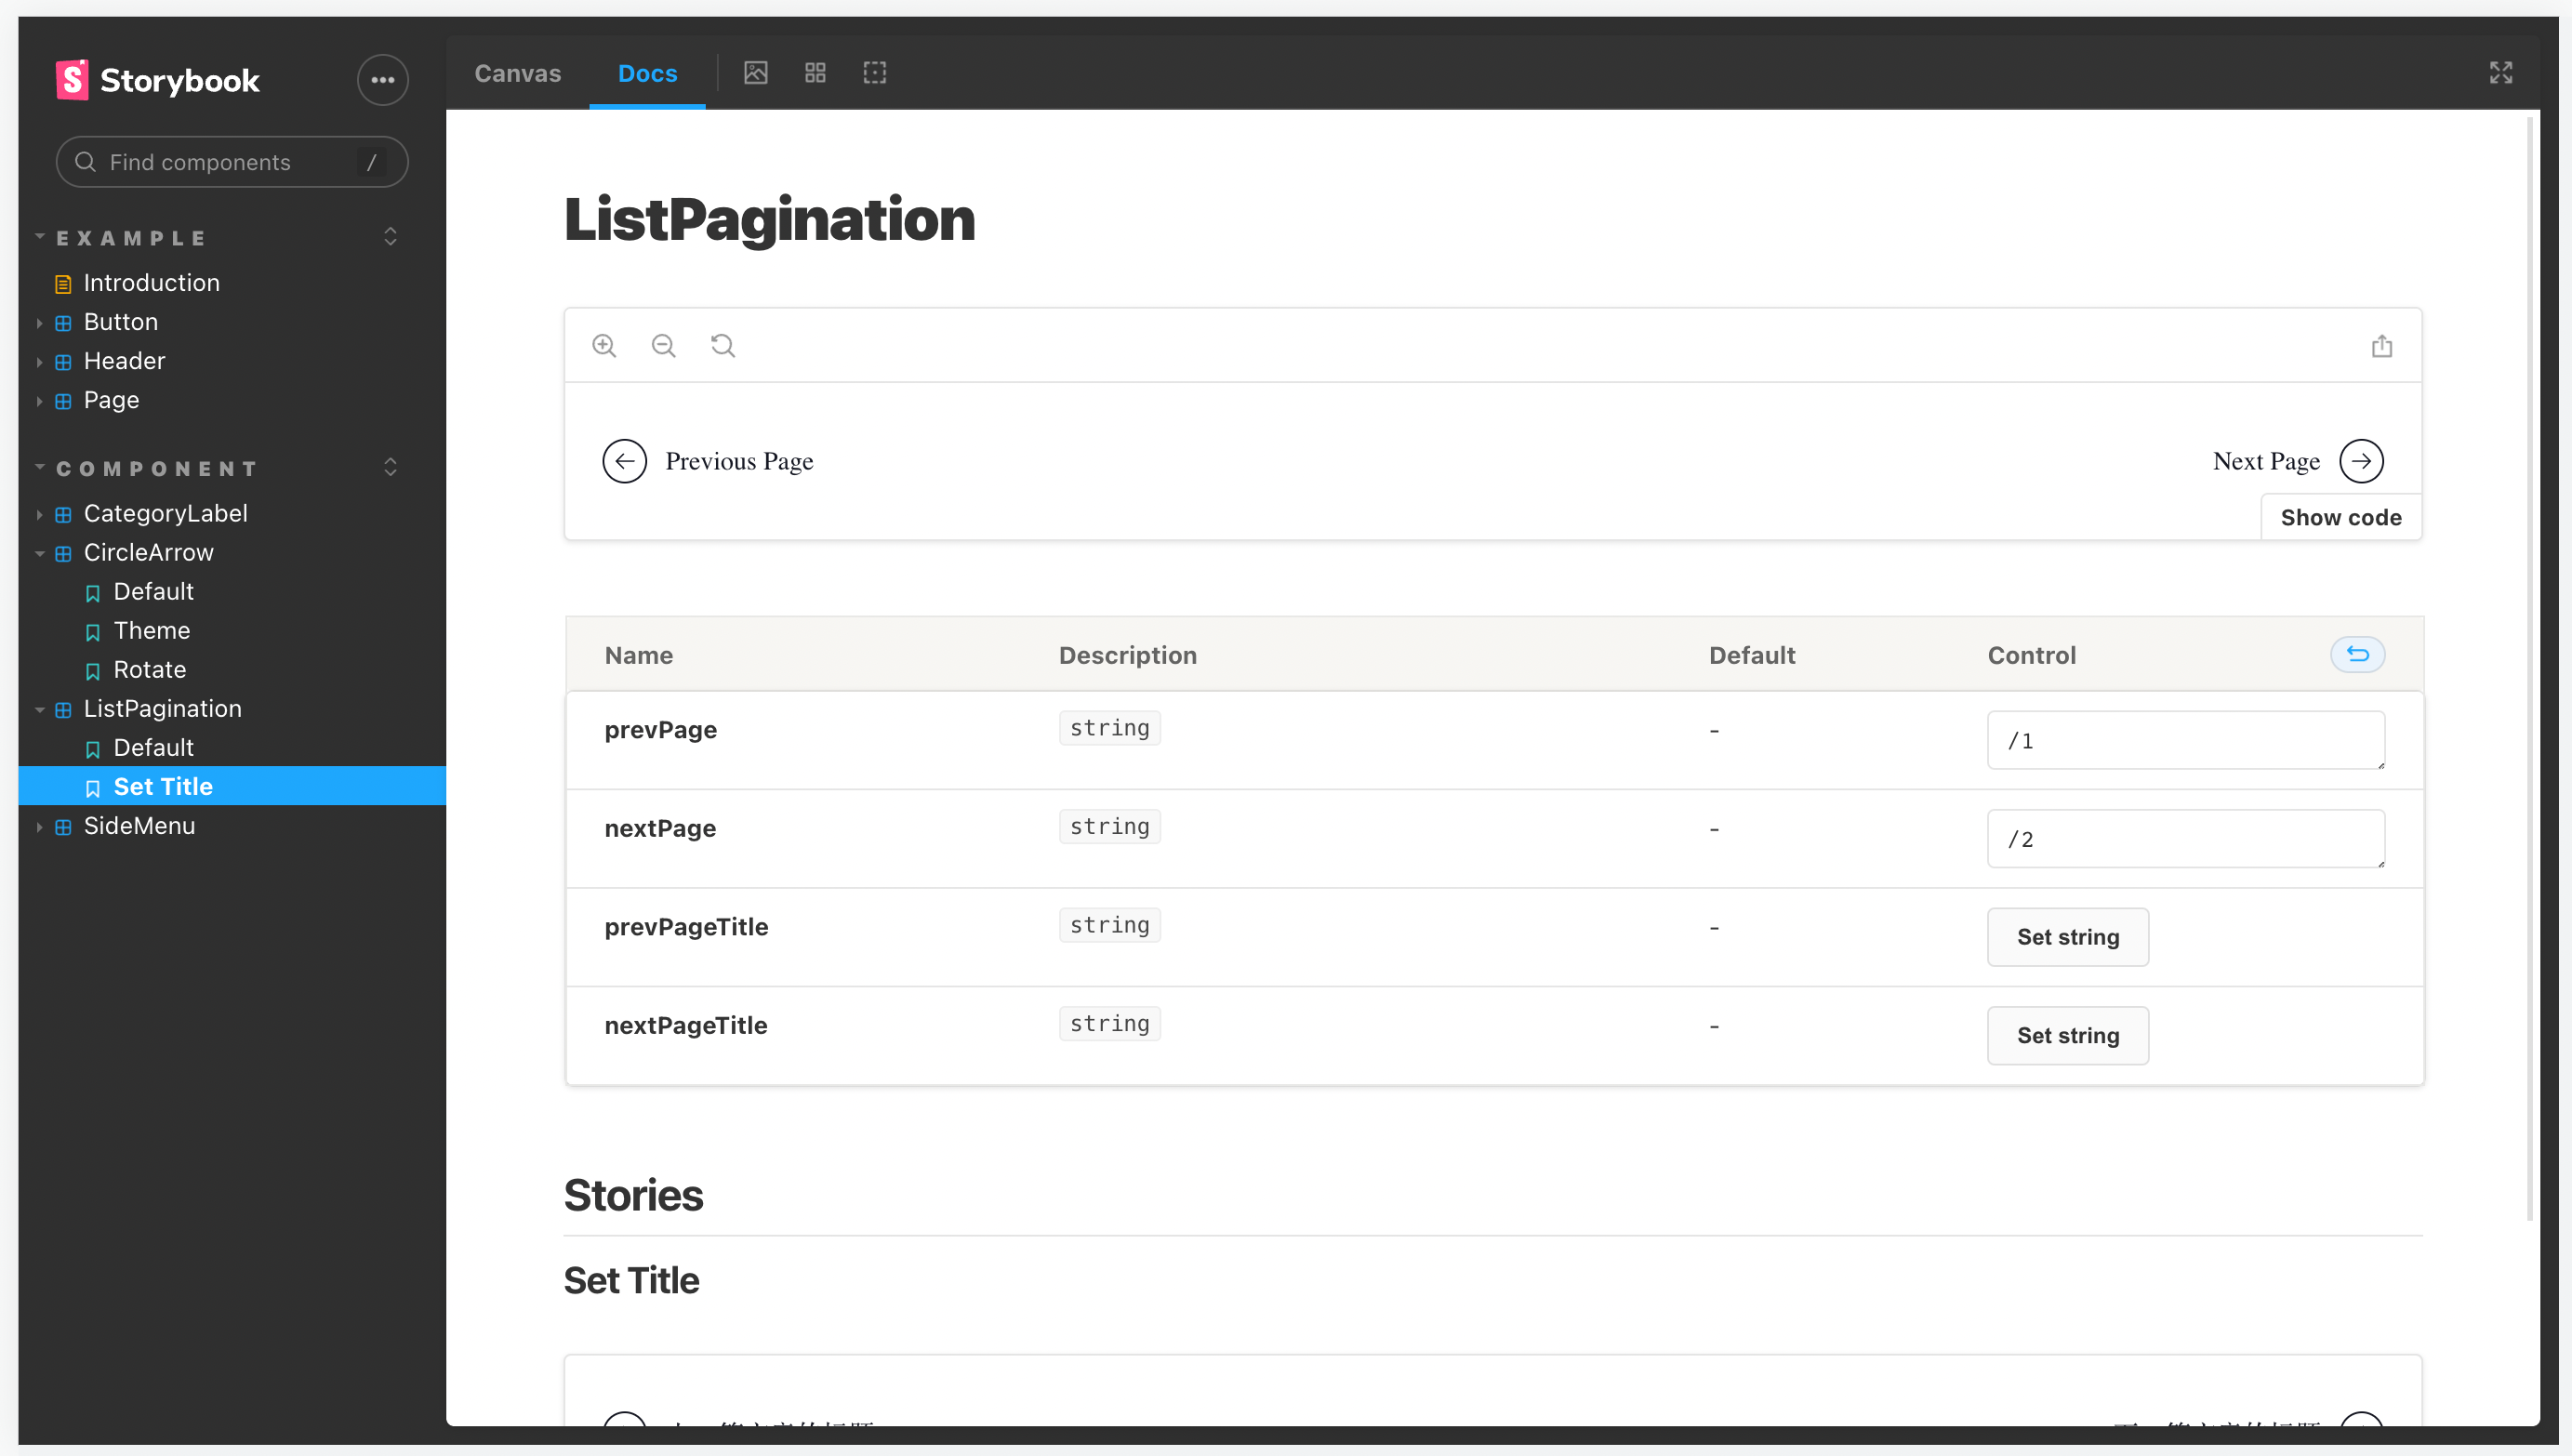 Storybook
Canvas
Docs
Find components /
EXAMPLE
Introduction
Button
Header
Page
COMPONENT
CategoryLabel
CircleArrow
Default
Theme
Rotate
ListPagination
Default
Set Title
SideMenu
ListPagination
Previous Page
Next Page
Show code
Name Description Default Control
prevPage string - /1
nextPage string - /2
prevPageTitle string - Set string
nextPageTitle string - Set string
Stories
Set Title